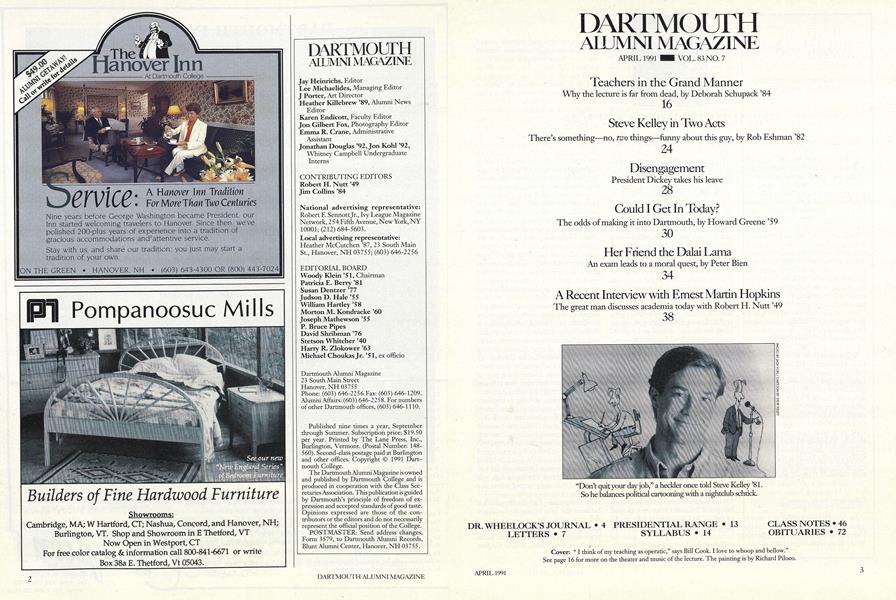 $49.00
ALUMNI GETAWAY!
Call or write for details
The
Hanover Inn
At Dartmouth College
Service: A Hanover Inn Tradition
For More Than Two Centuries
Nine years before George Washington became President, our
Inn started welcoming travelers to Hanover. Since then, we've
polished 200-plus years of experience into a tradition of
gracious accommodations and attentive service.
Stay with us, and share our tradition; you just may start a
tradition of your own.
ON THE GREEN • HANOVER, NH • (603) 643-4300 OR (800) 443-7024
Pompanoosuc Mills
See our new
"New England Series"
of Bedroom Furniture
Builders of Fine Hardwood Furniture
Showrooms:
Cambridge, MA; W Hartford, CT; Nashua, Concord, and Hanover, NH;
Burlington, VT. Shop and Showroom in E Thetford, VT
Now Open in Westport, CT
For free color catalog & information call 800-841-6671 or write
Box 38a E. Thetford, Vt 05043.
2
DARTMOUTH
ALUMNI MAGAZINE
Jay Heinrichs, Editor
Lee Michaelides, Managing Editor
J Porter, Art Director
Heather Killebrew '89, Alumni News
Editor
Karen Endicott, Faculty Editor
Jon Gilbert Fox, Photography Editor
Emma R. Crane, Administrative
Assistant
Jonathan Douglas '92, Jon Kohl '92,
Whitney Campbell Undergraduate
Interns
CONTRIBUTING EDITORS
Robert H. Nutt '49
Jim Collins '84
National advertising representative:
Robert F. Sennott Jr., Ivy League Magazine
Network, 254 Fifth Avenue, New York, NY
10001; (212) 684-5603.
Local advertising representative:
Heather McCutchen '87, 23 South Main
St., Hanover, NH 03755; (603) 646-2256
EDITORIAL BOARD
Woody Klein '51, Chairman
Patricia E. Berry '81
Susan Dentzer '77
Judson D. Hale '55
William Hartley '58
Morton M. Kondracke '60
Joseph Mathewson '55
P. Bruce Pipes
David Shribman '76
Stetson Whitcher '40
Harry R. Zlokower '63
Michael Choukas Jr. '51, ex officio
Dartmouth Alumni Magazine
23 South Main Street
Hanover, NH 03755
Phone: (603) 646-2256 Fax: (603) 646-1209.
Alumni Affairs: (603) 646-2258. For numbers
of other Dartmouth offices, (603) 646-1110.
Published nine times a year, September
through Summer. Subscription price: $19.50
per year. Printed by The Lane Press, Inc.,
Burlington, Vermont. (Postal Number: 148-
560). Second-class postage paid at Burlington
and other offices. Copyright © 1991 Dart-
mouth College.
The Dartmouth Alumni Magazine is owned
and published by Dartmouth College and is
produced in cooperation with the Class Sec-
retaries Association. This publication is guided
by Dartmouth's principle of freedom of ex-
pression and accepted standards of good taste.
Opinions expressed are those of the con-
tributors or the editors and do not necessarily
represent the official position of the College.
POSTMASTER: Send address changes,
Form 3579, to Dartmouth Alumni Records,
Blunt Alumni Center, Hanover, NH 03755.
DARTMOUTH ALUMNI MAGAZINE
DARTMOUTH
ALUMNI MAGAZINE
APRIL 1991 VOL. 83 NO. 7
Teachers in the Grand Manner
Why the lecture is far from dead, by Deborah Schupack '84
16
Steve Kelley in Two Acts
There's something—no, two things—funny about this guy, by Rob Eshman '82
24
Disengagement
President Dickey takes his leave
28
Could I Get In Today?
The odds of making it into Dartmouth, by Howard Greene '59
30
Her Friend the Dalai Lama
An exam leads to a moral quest, by Peter Bien
34
A Recent Interview with Ernest Martin Hopkins
The great man discusses academia today with Robert H. Nutt '49
38
"Don't quit your day job," a heckler once told Steve Kelley '81.
So he balances political cartooning with a nightclub schtick.
DR. WHEELOCK'S JOURNAL • 4 PRESIDENTIAL RANGE • 13 CLASS NOTES • 46
LETTERS • 7 SYLLABUS • 14 OBITUARIES • 72
Cover: "I think of my teaching as operatic," says Bill Cook. I love to whoop and bellow."
See page 16 for more on the theater and music of the lecture. The painting is by Richard Piloco.
APRIL 1991
3